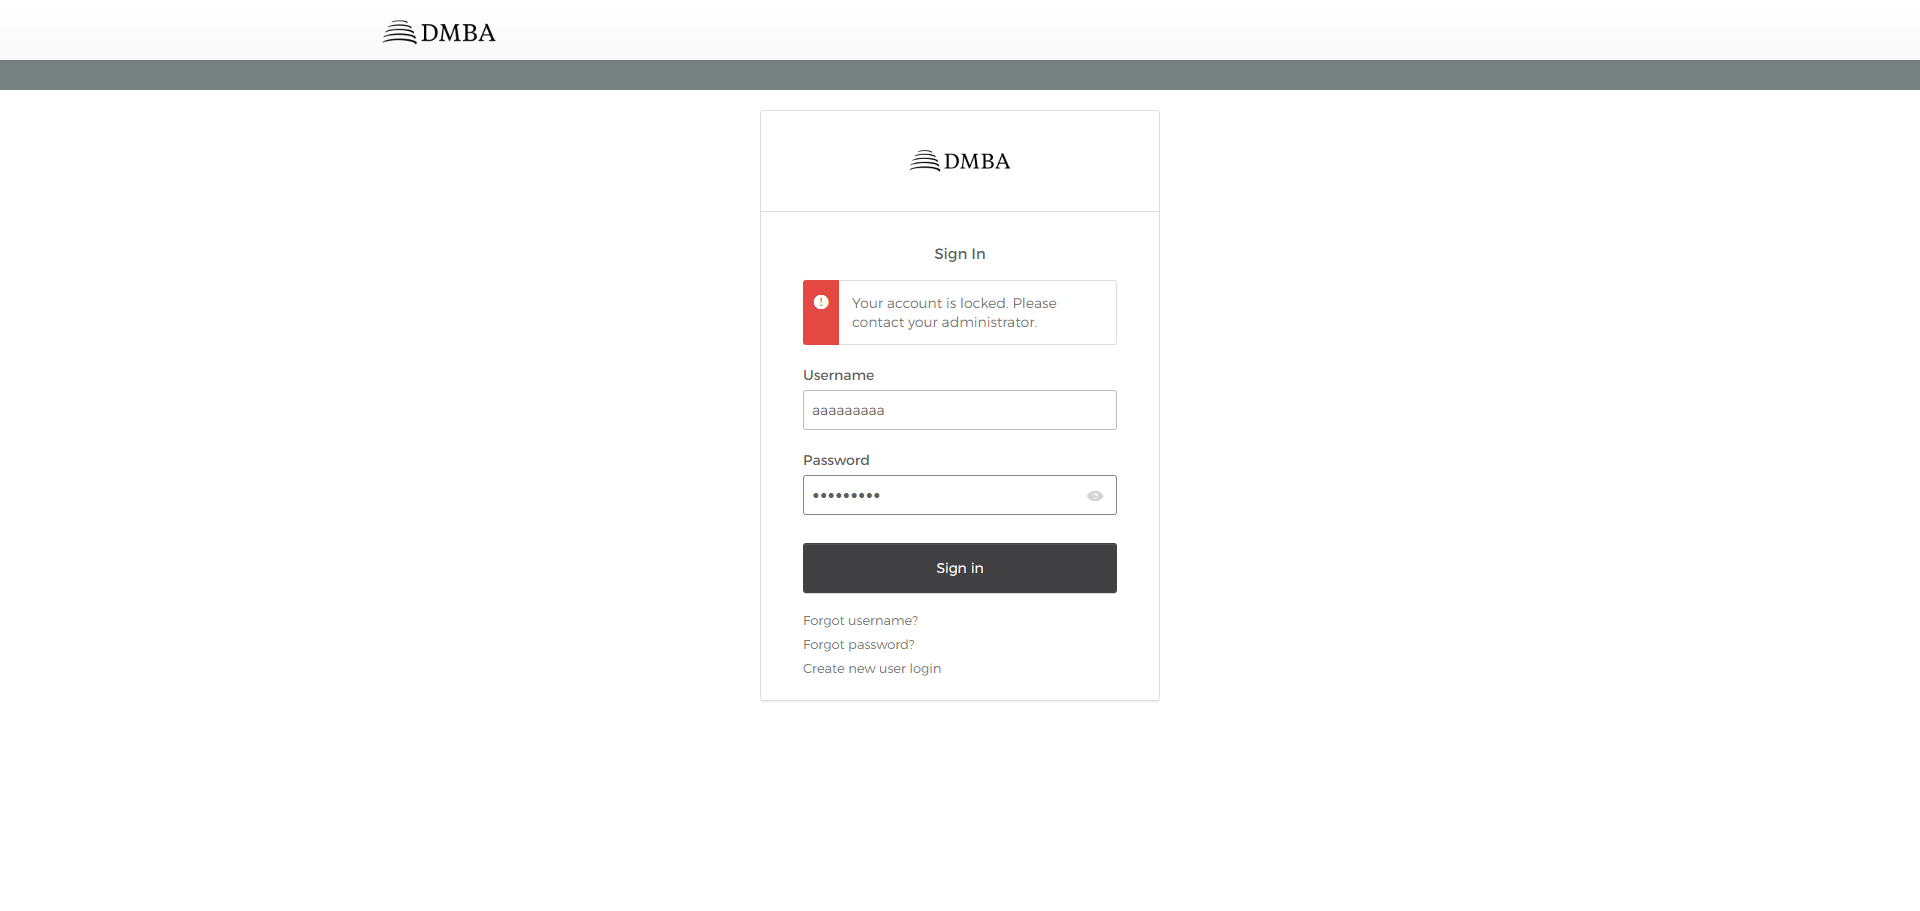 DMBA
DMBA
Sign In
Your account is locked. Please
contact your administrator.
Username
aaaaaaaaa
Password
•••••••••
Sign in
Forgot username?
Forgot password?
Create new user login